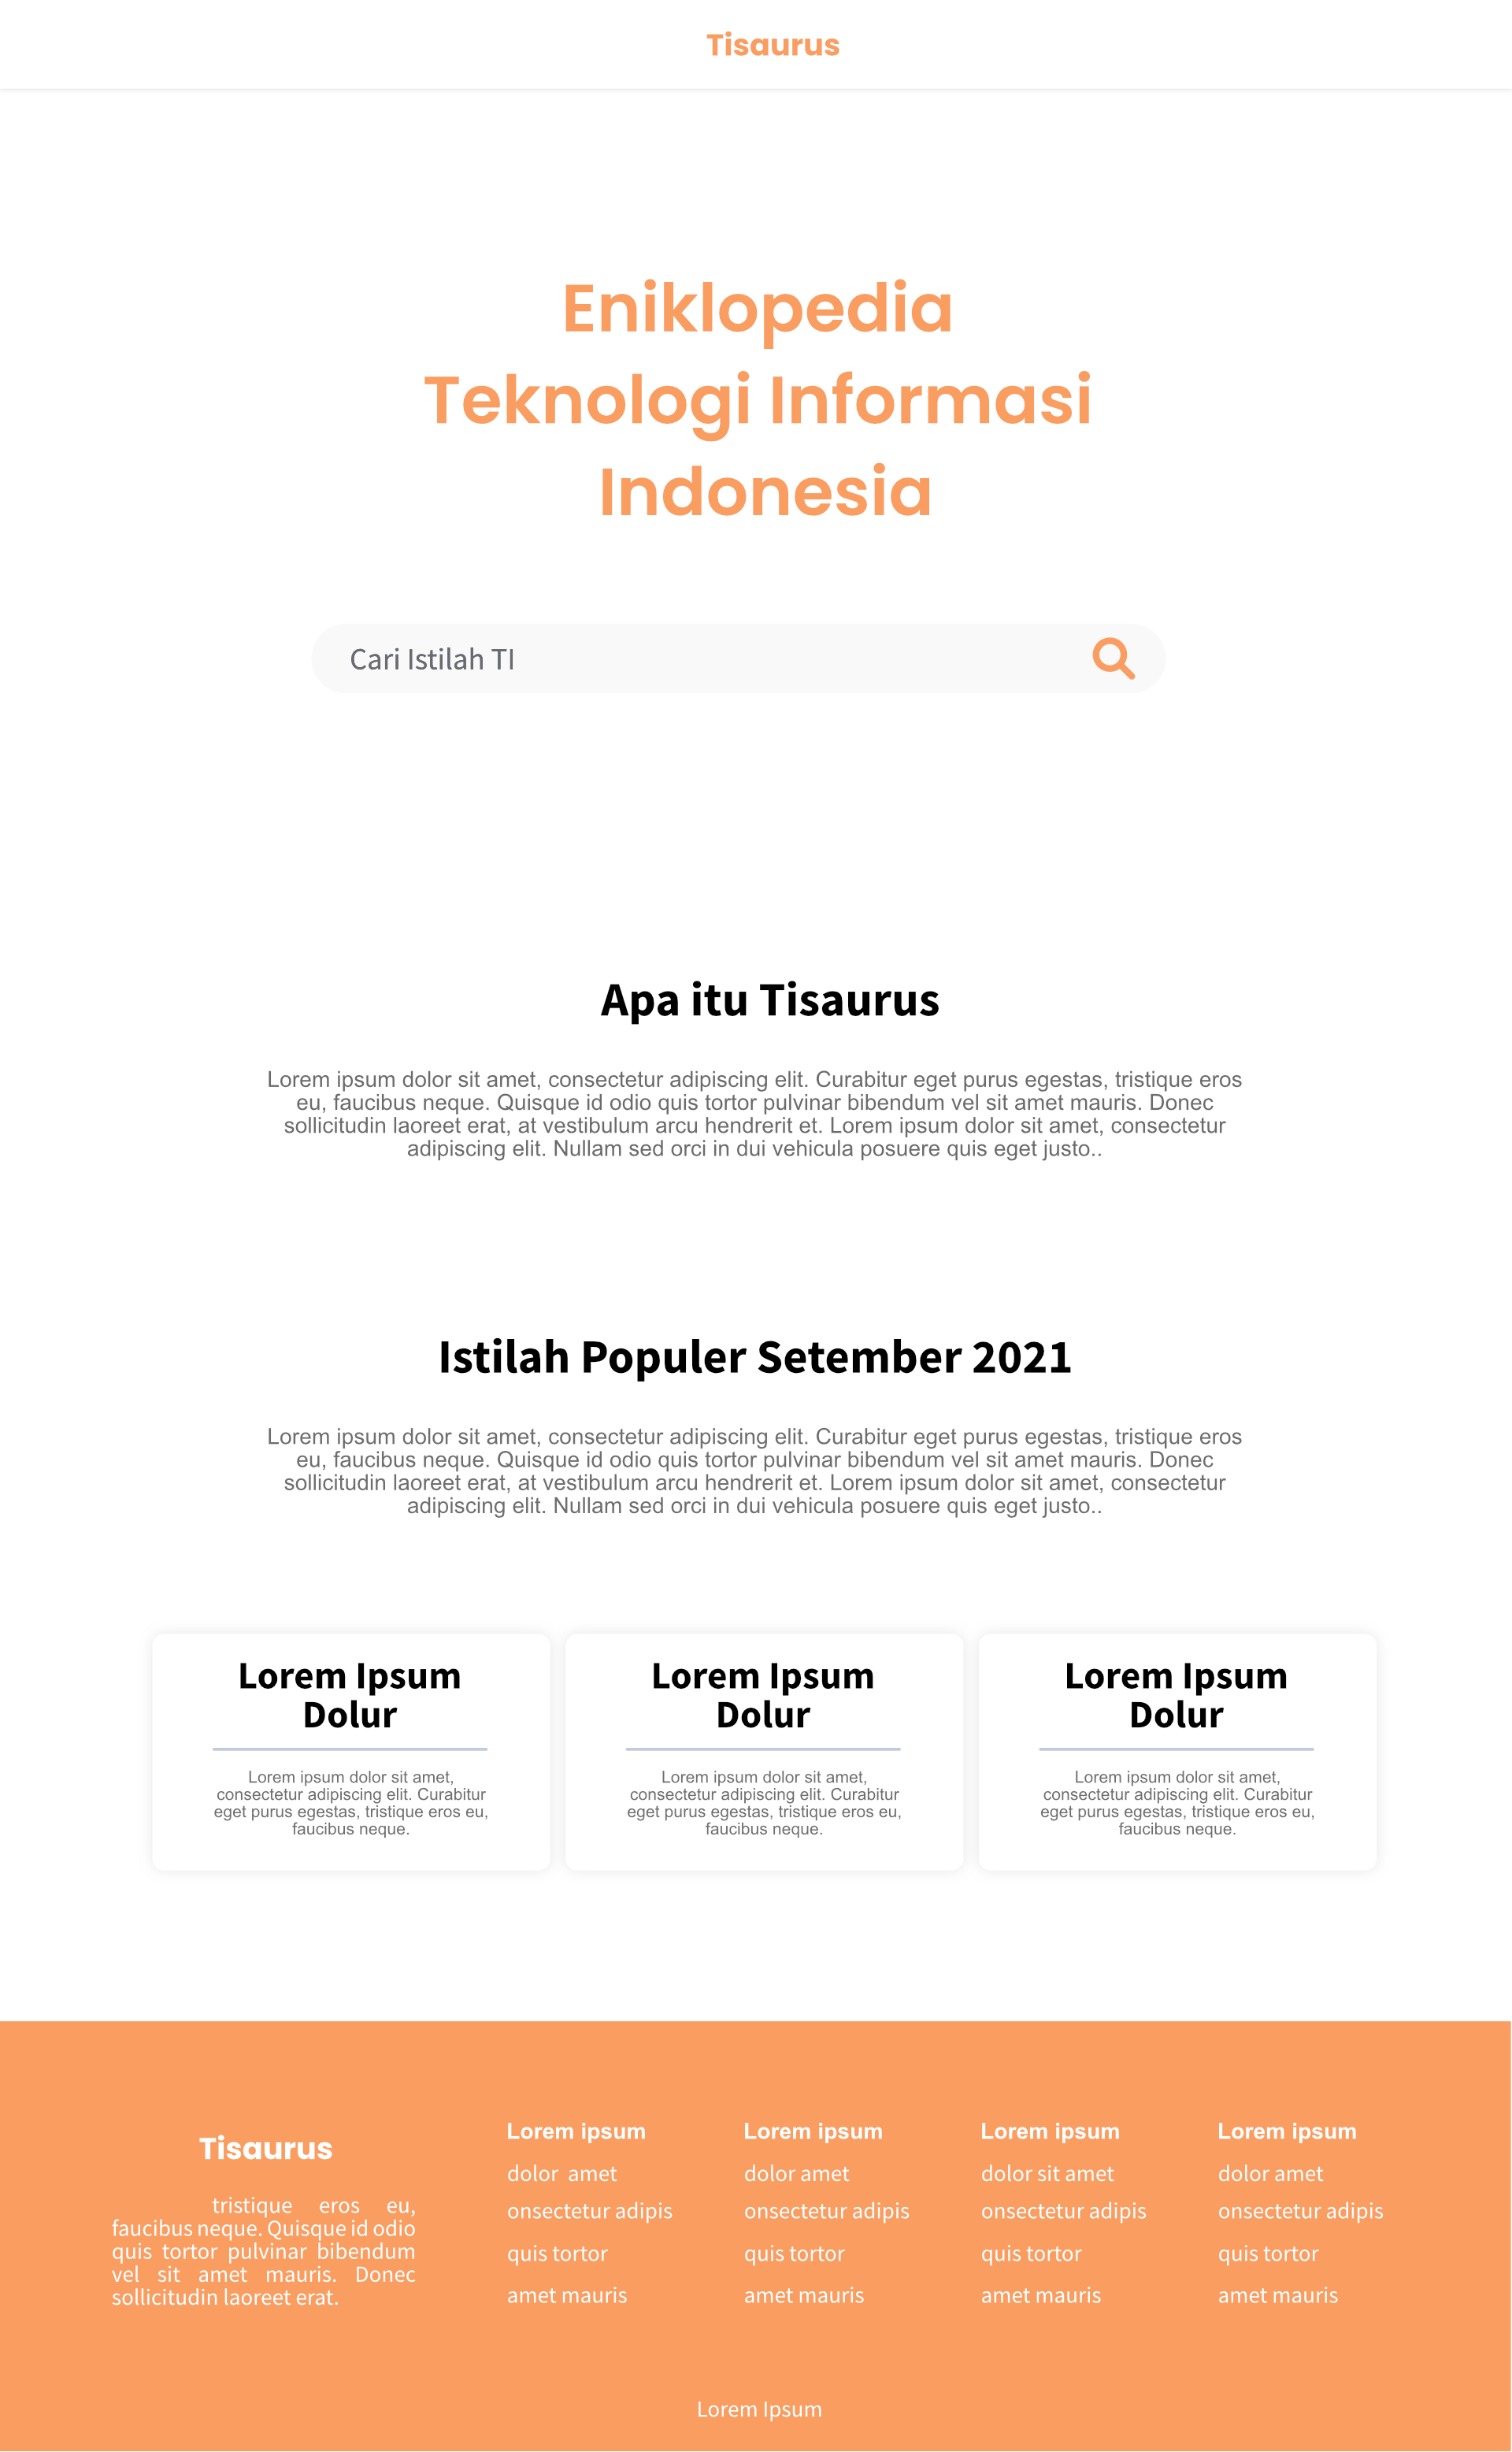 Tisaurus
Eniklopedia
Teknologi Informasi
Indonesia
Cari Istilah TI
Apa itu Tisaurus
Lorem ipsum dolor sit amet, consectetur adipiscing elit. Curabitur eget purus egestas, tristique eros
eu, faucibus neque. Quisque id odio quis tortor pulvinar bibendum vel sit amet mauris. Donec
sollicitudin laoreet erat, at vestibulum arcu hendrerit et. Lorem ipsum dolor sit amet, consectetur
adipiscing elit. Nullam sed orci in dui vehicula posuere quis eget justo..
Istilah Populer Setember 2021
Lorem ipsum dolor sit amet, consectetur adipiscing elit. Curabitur eget purus egestas, tristique eros
eu, faucibus neque. Quisque id odio quis tortor pulvinar bibendum vel sit amet mauris. Donec
sollicitudin laoreet erat, at vestibulum arcu hendrerit et. Lorem ipsum dolor sit amet, consectetur
adipiscing elit. Nullam sed orci in dui vehicula posuere quis eget justo..
Lorem Ipsum
Dolur
Lorem ipsum dolor sit amet,
consectetur adipiscing elit. Curabitur
eget purus egestas, tristique eros eu,
faucibus neque.
Lorem Ipsum
Dolur
Lorem ipsum dolor sit amet,
consectetur adipiscing elit. Curabitur
eget purus egestas, tristique eros eu,
faucibus neque.
Lorem Ipsum
Dolur
Lorem ipsum dolor sit amet,
consectetur adipiscing elit. Curabitur
eget purus egestas, tristique eros eu,
faucibus neque.
Tisaurus
tristique eros eu,
faucibus neque. Quisque id odio
quis tortor pulvinar bibendum
vel sit amet mauris. Donec
sollicitudin laoreet erat.
Lorem ipsum
dolor amet
onsectetur adipis
quis tortor
amet mauris
Lorem ipsum
dolor amet
onsectetur adipis
quis tortor
amet mauris
Lorem ipsum
dolor sit amet
onsectetur adipis
quis tortor
amet mauris
Lorem ipsum
dolor amet
onsectetur adipis
quis tortor
amet mauris
Lorem Ipsum